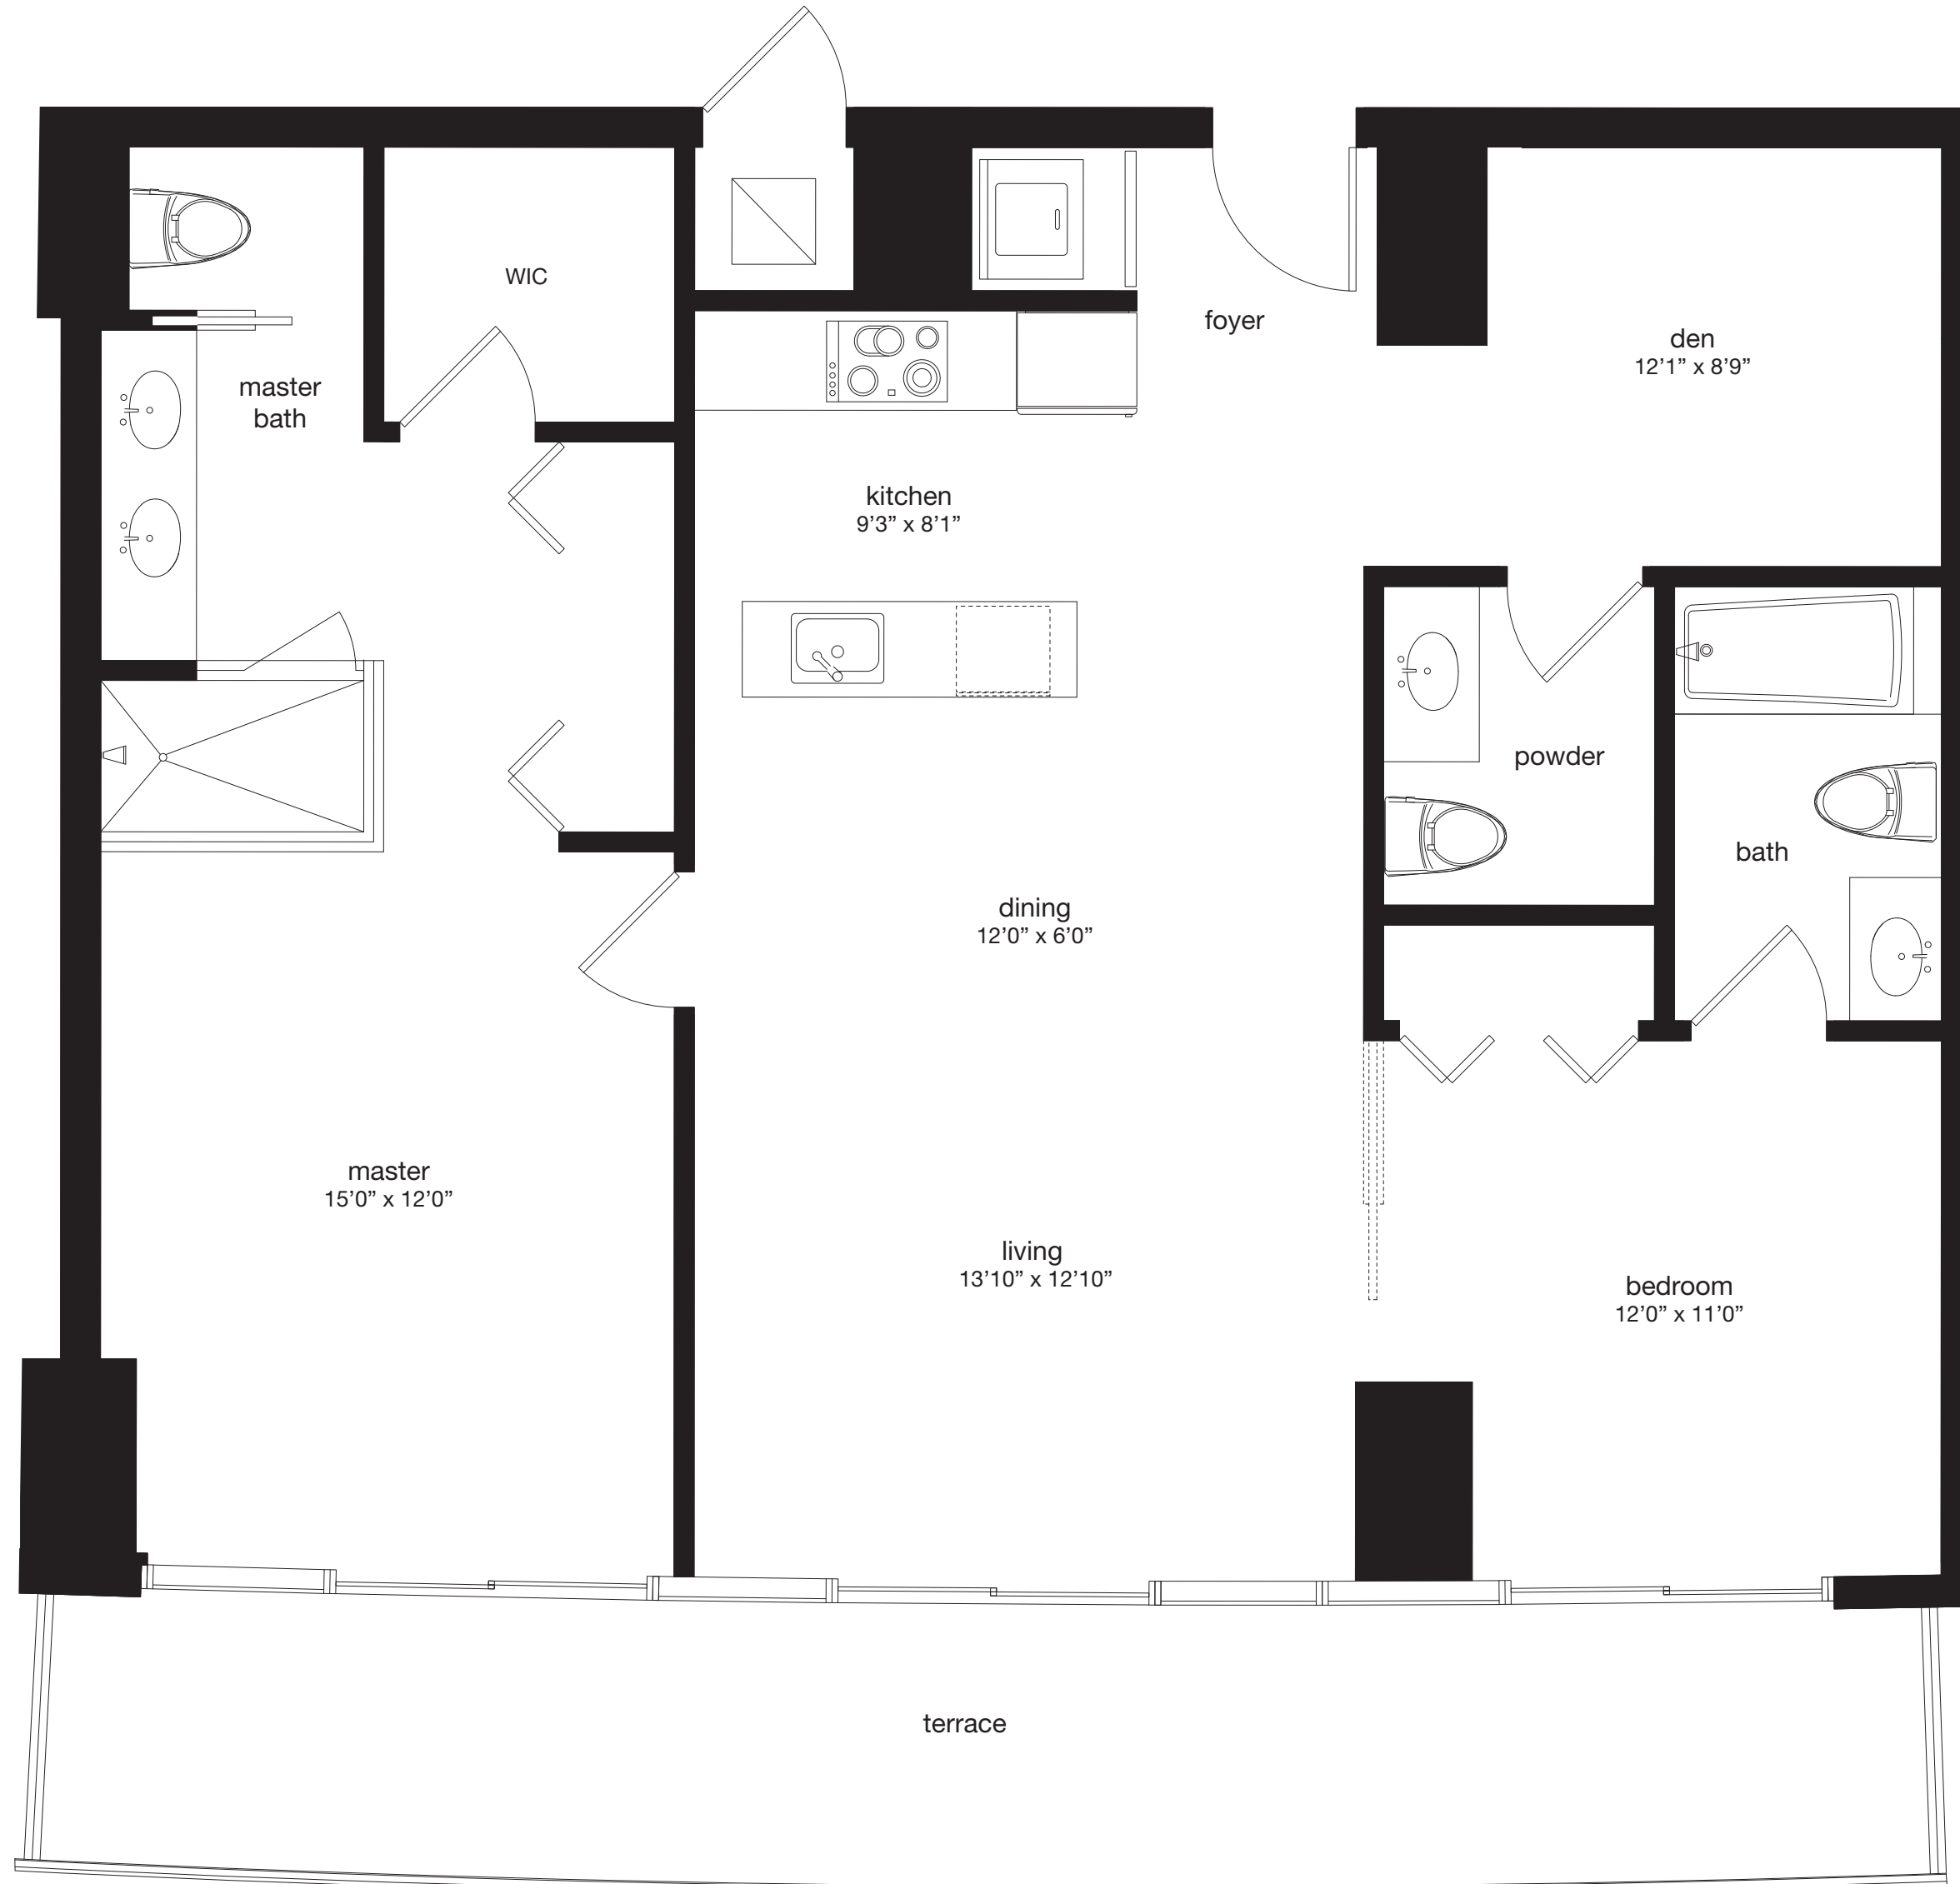 WIC
foyer
den
12’1” x 8’9”
master
bath
kitchen
9’3” x 8’1”
powder
bath
dining
12’0” x 6’0”
master
15’0” x 12’0”
living
13’10” x 12’10”
bedroom
12’0” x 11’0”
terrace